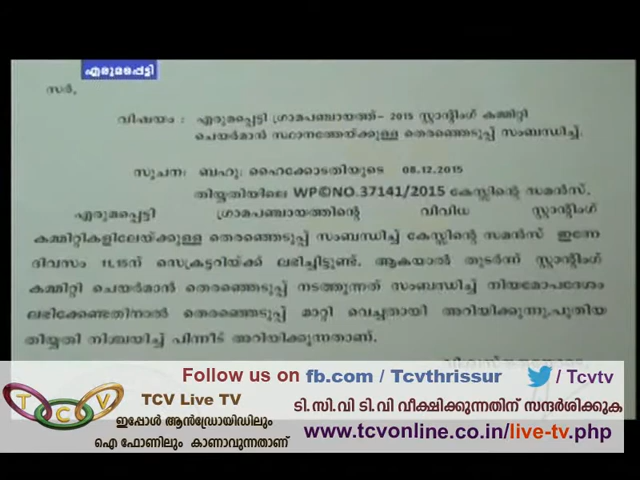 എരുമപ്പെട്ടി
സർ,
വിഷയം : എരുമപ്പെട്ടി ഗ്രാമപഞ്ചായത്ത്- 2015 സ്റ്റാന്റിംഗ് കമ്മിറ്റി
ചെയർമാൻ സ്ഥാനത്തേയ്ക്കുള്ള തെരഞ്ഞെടുപ്പ് സംബന്ധിച്ച്.
സൂചന: ബഹു: ഹൈക്കോടതിയുടെ 08.12.2015
തിയ്യതിയിലെ WP©NO.37141/2015 കേസ്സിന്റെ സമൻസ്.
എരുമപ്പെട്ടി ഗ്രാമപഞ്ചായത്തിന്റെ വിവിധ സ്റ്റാന്റിംഗ്
കമ്മിറ്റികളിലേയ്ക്കുള്ള തെരഞ്ഞെടുപ്പ് സംബന്ധിച്ച് കേസ്സിന്റെ സമൻസ് ഇന്നേ
ദിവസം 11.15ന് സെക്രട്ടറിയ്ക്ക് ലഭിച്ചിട്ടുണ്ട്. ആകയാൽ തുടർന്ന് സ്റ്റാന്റിംഗ്
കമ്മിറ്റി ചെയർമാൻ തെരഞ്ഞെടുപ്പ് നടത്തുന്നത് സംബന്ധിച്ച് നിയമോപദേശം
ലഭിക്കേണ്ടതിനാൽ തെരഞ്ഞെടുപ്പ് മാറ്റി വെച്ചതായി അറിയിക്കുന്നു.പുതിയ
തിയ്യതി നിശ്ചയിച്ച് പിന്നീട് അറിയിക്കുന്നതാണ്.
Follow us on fb.com / Tcvthrissur / Tcvtv
TCV
TCV Live TV
ഇപ്പോൾ ആൻഡ്രോയിഡിലും
ഐ ഫോണിലും കാണാവുന്നതാണ്
ടി.സി.വി ടി.വി വീക്ഷിക്കുന്നതിന് സന്ദർശിക്കുക
www.tcvonline.co.in/live-tv.php